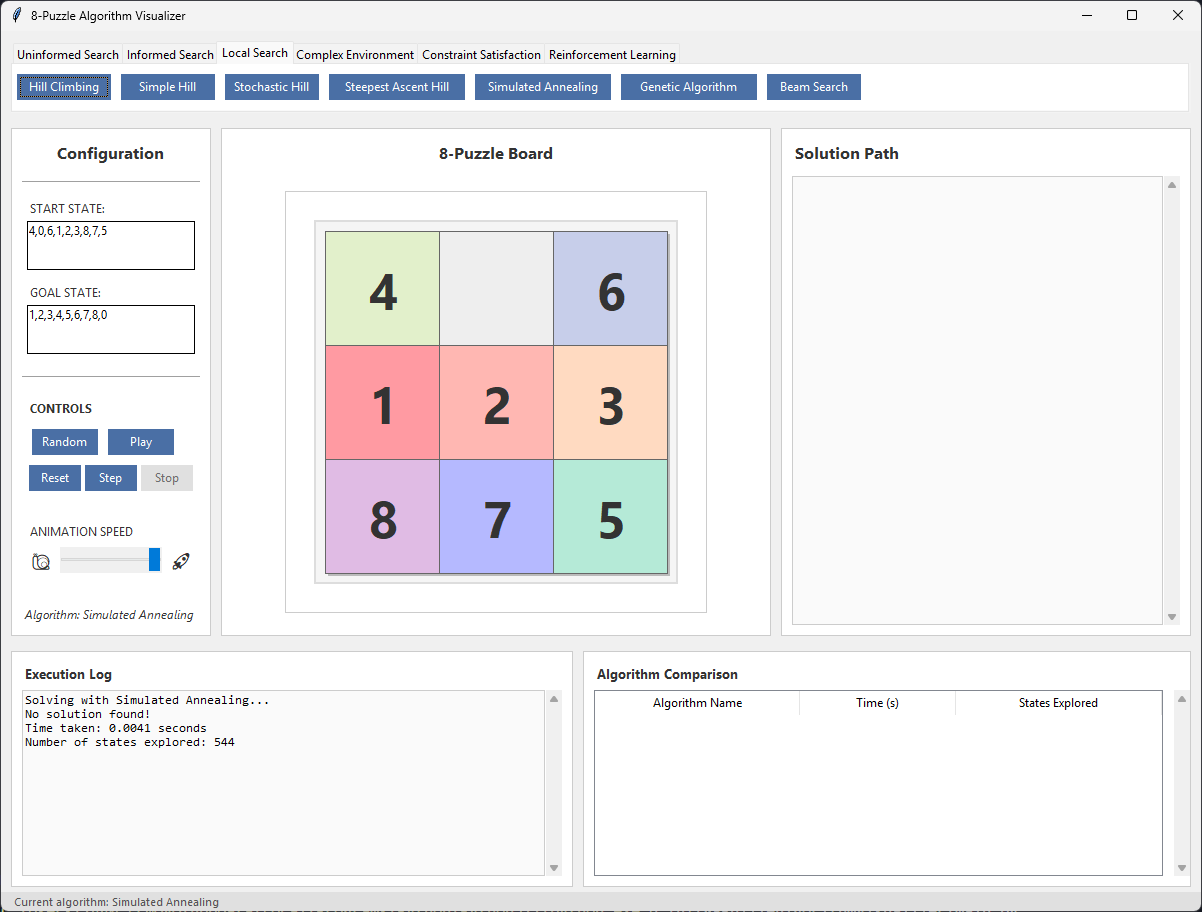 8-Puzzle Algorithm Visualizer
Uninformed Search Informed Search Local Search Complex Environment Constraint Satisfaction Reinforcement Learning
Hill Climbing Simple Hill Stochastic Hill Steepest Ascent Hill Simulated Annealing Genetic Algorithm Beam Search
Configuration
START STATE:
4,0,6,1,2,3,8,7,5
GOAL STATE:
1,2,3,4,5,6,7,8,0
CONTROLS
Random Play
Reset Step Stop
ANIMATION SPEED
Algorithm: Simulated Annealing
8-Puzzle Board
4 6
1 2 3
8 7 5
Solution Path
Execution Log
Solving with Simulated Annealing...
No solution found!
Time taken: 0.0041 seconds
Number of states explored: 544
Algorithm Comparison
Algorithm Name Time (s) States Explored
Current algorithm: Simulated Annealing